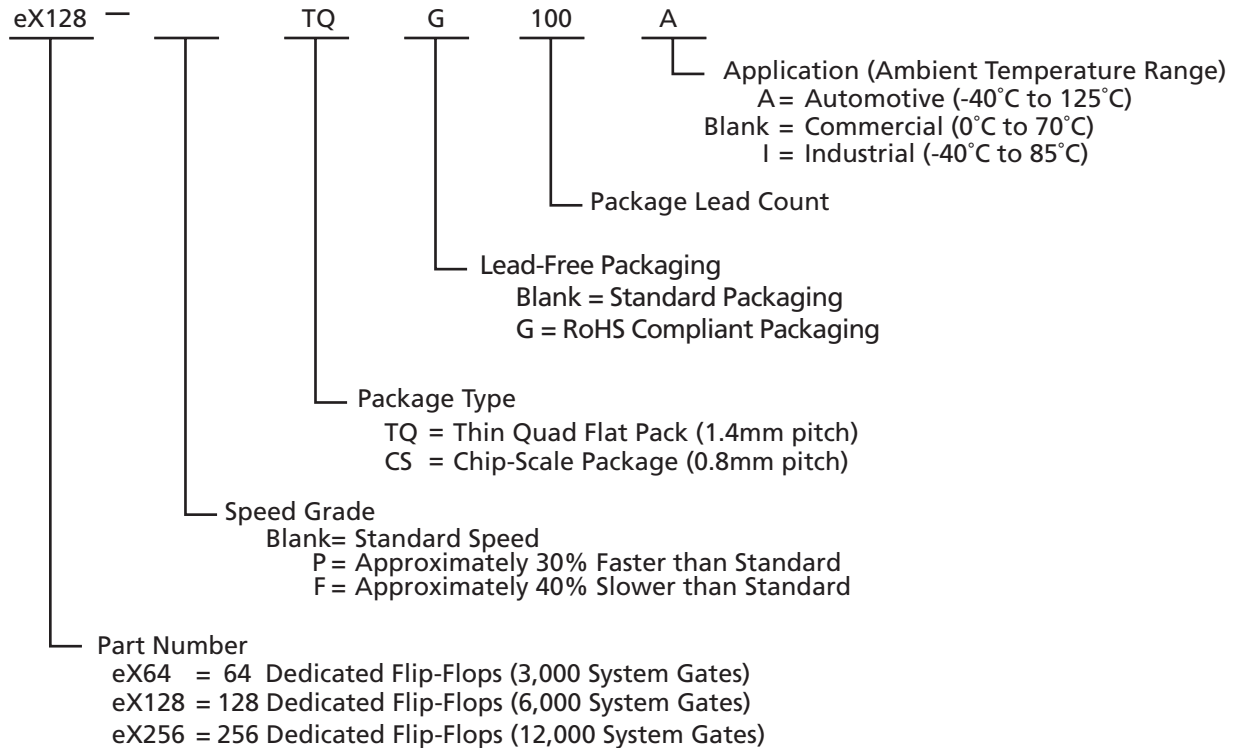 eX128 — TQ G 100 A
Application (Ambient Temperature Range)
A = Automotive (-40˚C to 125˚C)
Blank = Commercial (0˚C to 70˚C)
I = Industrial (-40˚C to 85˚C)
Package Lead Count
Lead-Free Packaging
Blank = Standard Packaging
G = RoHS Compliant Packaging
Package Type
TQ = Thin Quad Flat Pack (1.4mm pitch)
CS = Chip-Scale Package (0.8mm pitch)
Speed Grade
Blank= Standard Speed
P = Approximately 30% Faster than Standard
F = Approximately 40% Slower than Standard
Part Number
eX64 = 64 Dedicated Flip-Flops (3,000 System Gates)
eX128 = 128 Dedicated Flip-Flops (6,000 System Gates)
eX256 = 256 Dedicated Flip-Flops (12,000 System Gates)